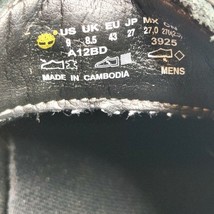 US UK EU JP MX
9 8.5 43 27 27,0
A12BD 3925
MADE IN CAMBODIA MENS